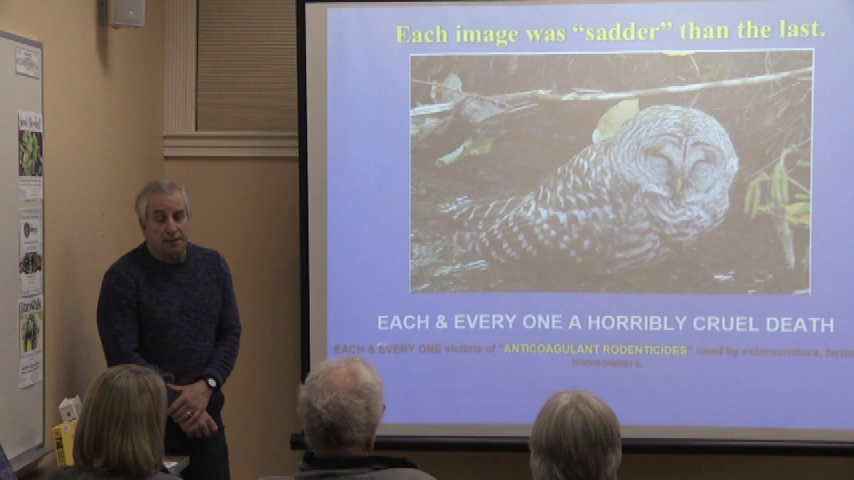 Each image was “sadder” than the last.
EACH & EVERY ONE A HORRIBLY CRUEL DEATH
EACH & EVERY ONE victims of "ANTICOAGULANT RODENTICIDES" used by exterminators,
homeowners.